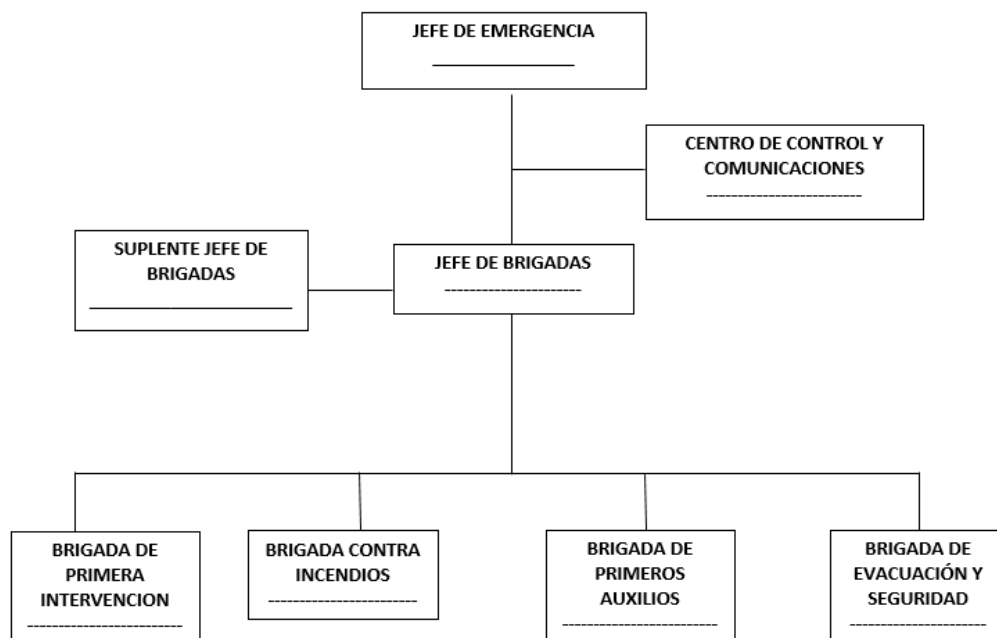 JEFE DE EMERGENCIA
CENTRO DE CONTROL Y
COMUNICACIONES
SUPLENTE JEFE DE
BRIGADAS
JEFE DE BRIGADAS
BRIGADA DE
PRIMERA
INTERVENCION
BRIGADA CONTRA
INCENDIOS
BRIGADA DE
PRIMEROS
AUXILIOS
BRIGADA DE
EVACUACIÓN Y
SEGURIDAD